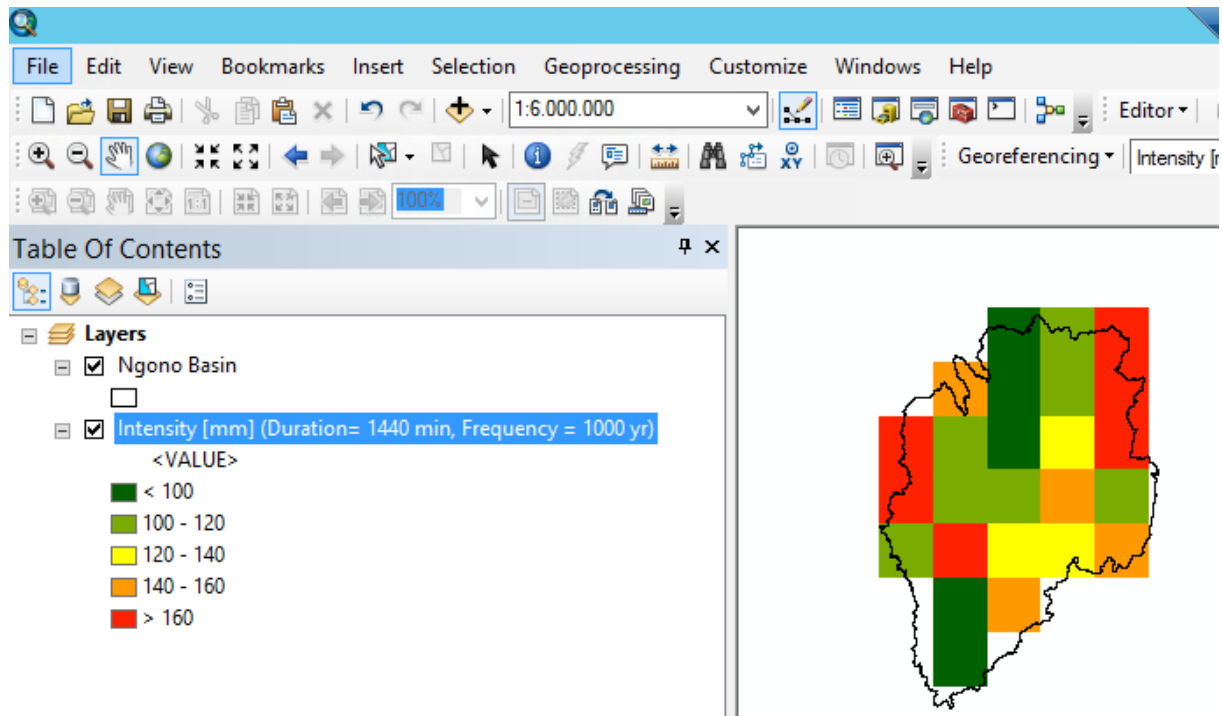 File Edit View Bookmarks Insert Selection Geoprocessing Customize Windows Help
1:6.000.000 Editor
Georeferencing Intensity [
1:1 100%
Table Of Contents
Layers
Ngono Basin
Intensity [mm] (Duration= 1440 min, Frequency = 1000 yr)
<VALUE>
< 100
100 - 120
120 - 140
140 - 160
> 160